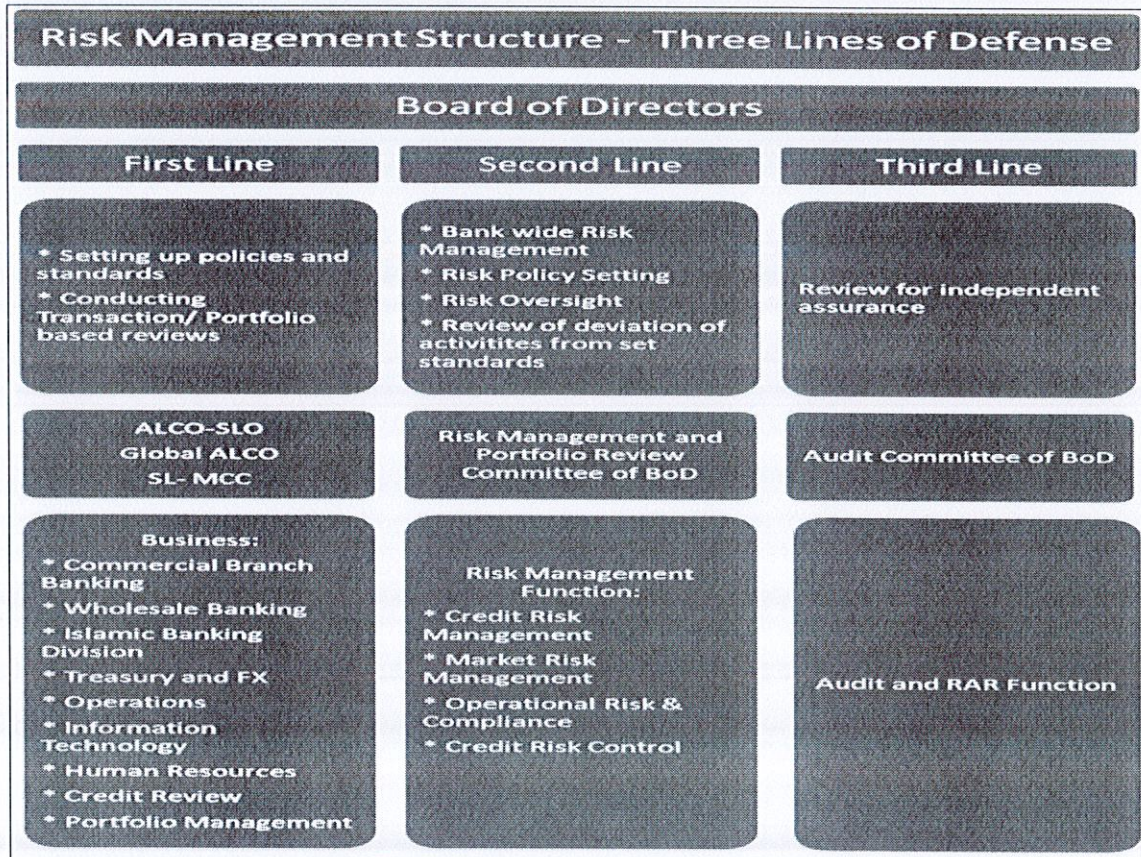 Risk Management Structure - Three Lines of Defense
Board of Directors
First Line
* Setting up policies and
standards
* Conducting
Transaction/ Portfolio
based reviews
ALCO-SLO
Global ALCO
SL- MCC
Business:
* Commercial Branch
Banking
* Wholesale Banking
* Islamic Banking
Division
* Treasury and FX
* Operations
* Information
Technology
* Human Resources
* Credit Review
* Portfolio Management
Second Line
* Bank wide Risk
Management
* Risk Policy Setting
* Risk Oversight
* Review of deviation of
activitites from set
standards
Risk Management and
Portfolio Review
Committee of BoD
Risk Management
Function:
* Credit Risk
Management
* Market Risk
Management
* Operational Risk &
Compliance
* Credit Risk Control
Third Line
Review for independent
assurance
Audit Committee of BoD
Audit and RAR Function